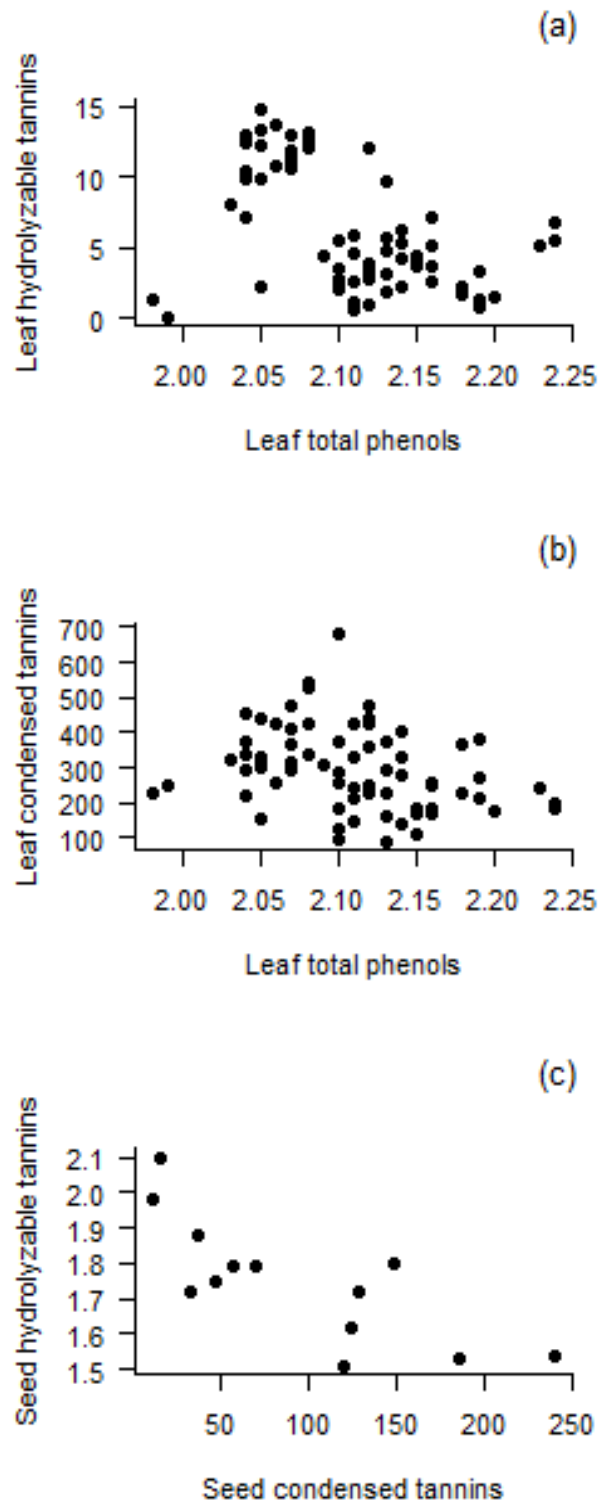 (a)
Leaf hydrolyzable tannins
15
10
5
0
2.00 2.05 2.10 2.15 2.20 2.25
Leaf total phenols
(b)
Leaf condensed tannins
700
600
500
400
300
200
100
2.00 2.05 2.10 2.15 2.20 2.25
Leaf total phenols
(c)
Seed hydrolyzable tannins
2.1
2.0
1.9
1.8
1.7
1.6
1.5
50 100 150 200 250
Seed condensed tannins